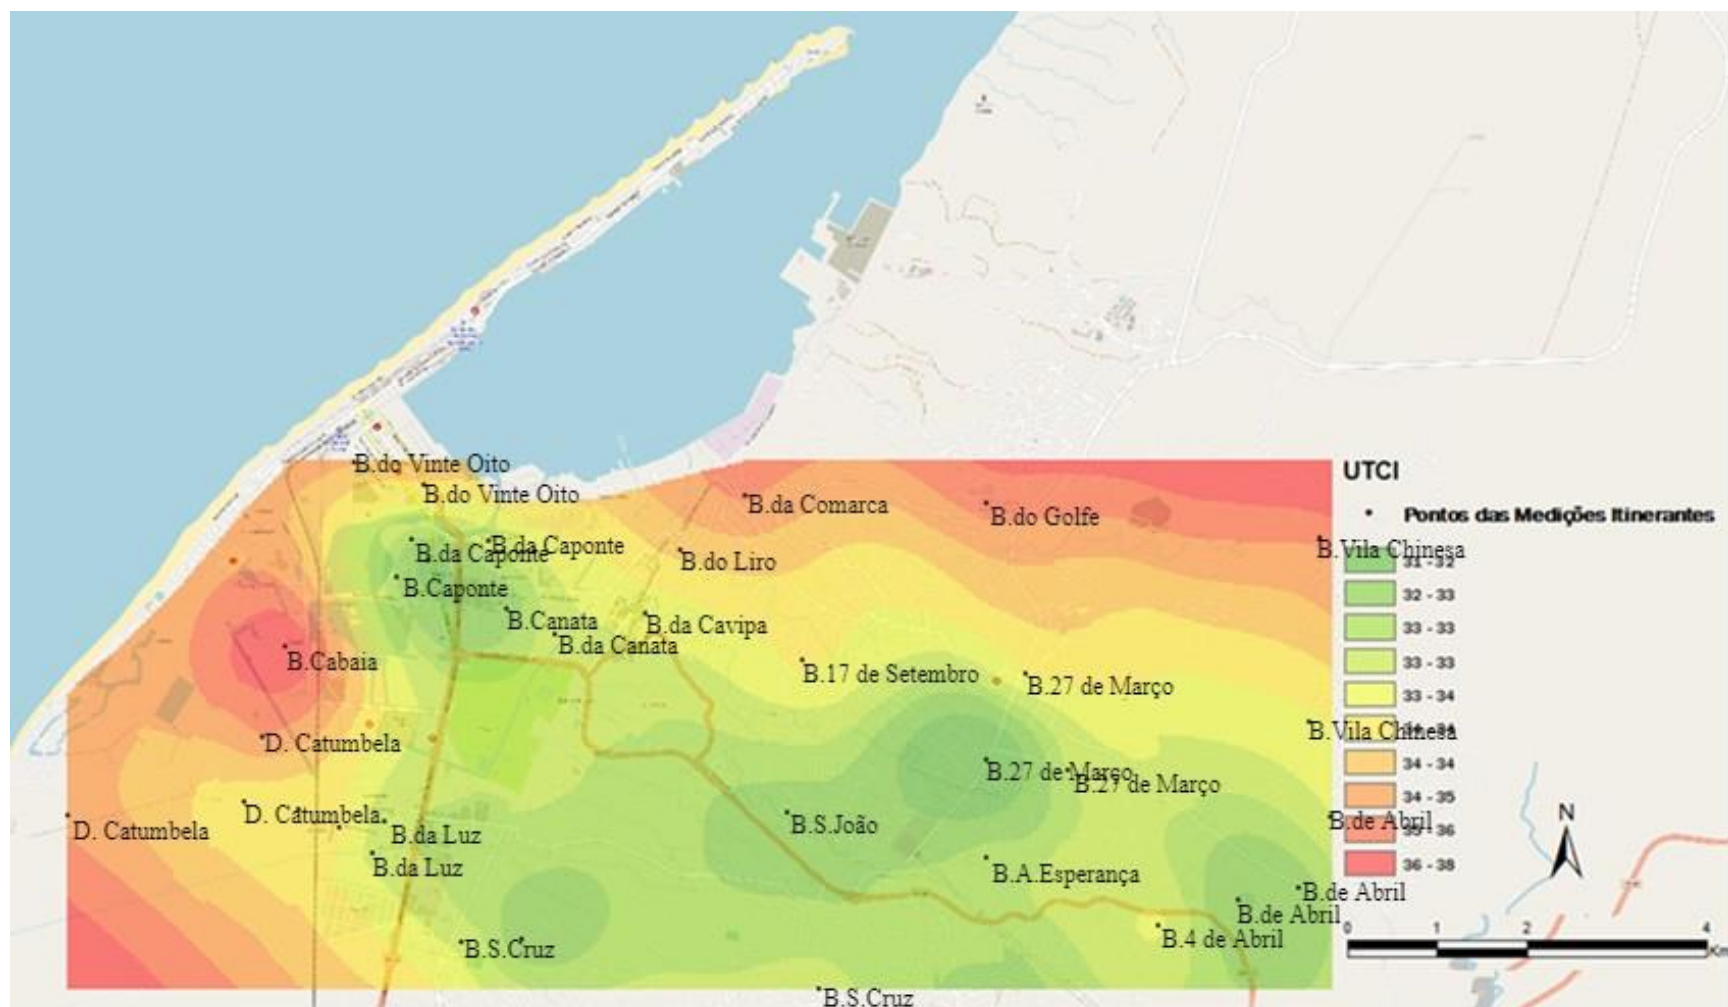 B.do Vinte Oito
UTCI
B.do Vinte Oito
B.da Comarca
B.do Golfe
Pontos das Medições Itinerantes
B.da Caponte
B.da Caponte
B.do Liro
B.Vila Chinesa
31 - 32
B.Caponte
32 - 33
B.Canata
B.da Cavipa
33 - 33
B.da Canata
B.Cabaia
B.17 de Setembro
33 - 33
B.27 de Março
33 - 34
D. Catumbela
B.Vila Chinesa
B.27 de Março
34 - 34
B.27 de Março
34 - 35
D. Catumbela
D. Catumbela
B.da Luz
B.S.João
B.de Abril
35 - 36
B.da Luz
B.A.Esperança
36 - 38
N
B.de Abril
B.de Abril
B.S.Cruz
B.4 de Abril
0 1 2 4
Km
B.S.Cruz